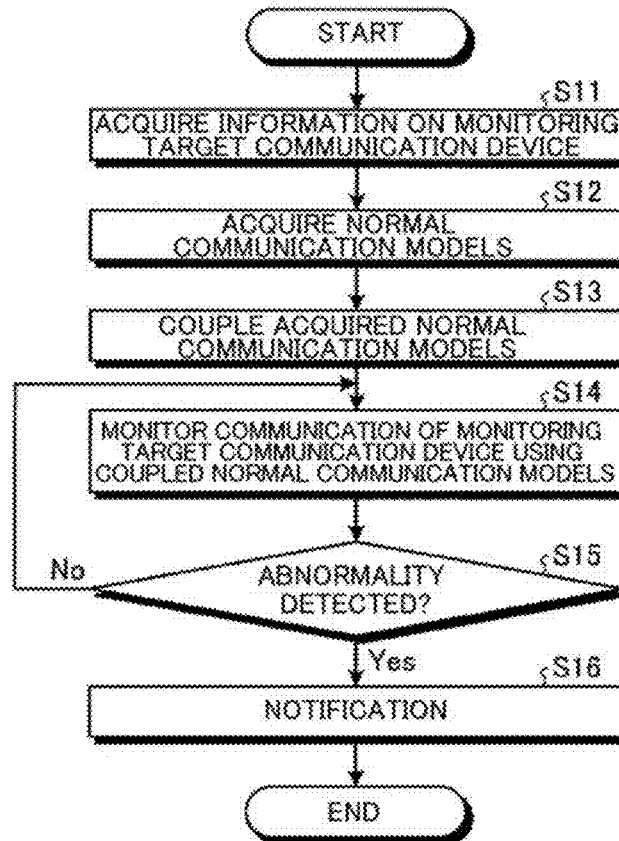 START
S11
ACQUIRE INFORMATION ON MONITORING
TARGET COMMUNICATION DEVICE
S12
ACQUIRE NORMAL
COMMUNICATION MODELS
S13
COUPLE ACQUIRED NORMAL
COMMUNICATION MODELS
S14
MONITOR COMMUNICATION OF MONITORING
TARGET COMMUNICATION DEVICE USING
COUPLED NORMAL COMMUNICATION MODELS
S15
No
ABNORMALITY
DETECTED?
Yes
S16
NOTIFICATION
END